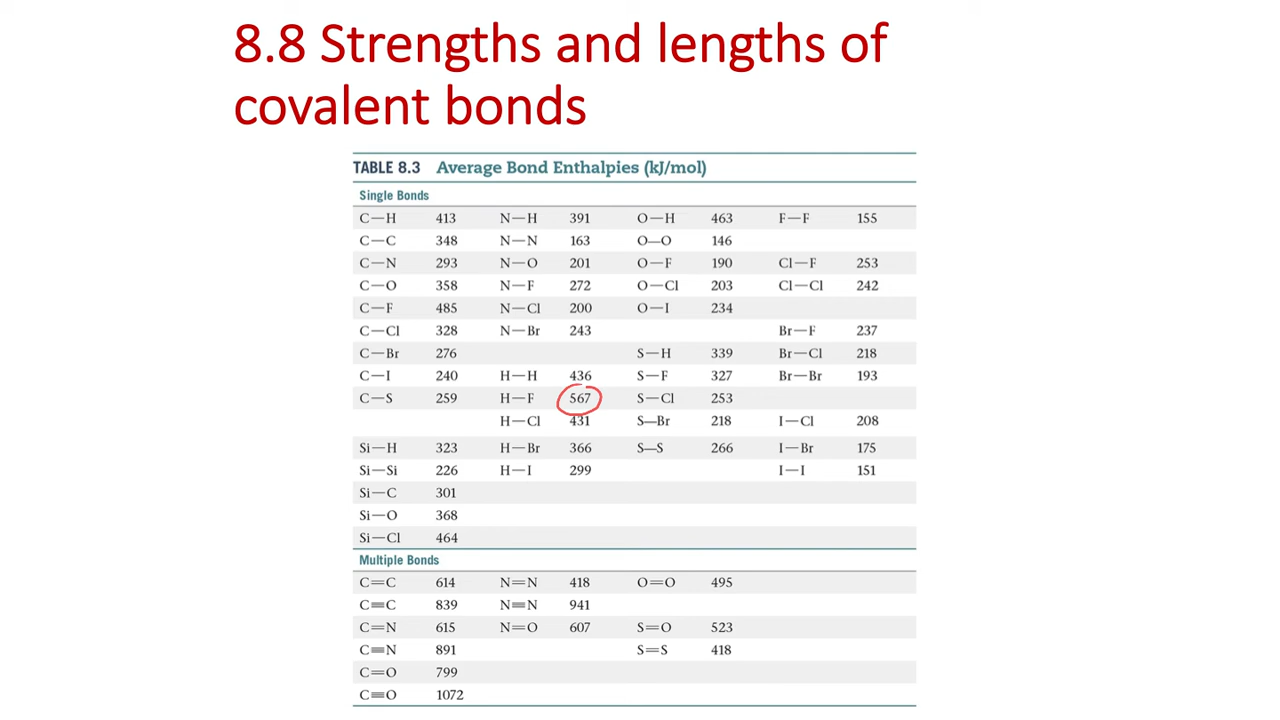 8.8 Strengths and lengths of
covalent bonds
TABLE 8.3 Average Bond Enthalpies (kJ/mol)
Single Bonds
C—H 413 N—H 391 O—H 463 F—F 155
C—C 348 N—N 163 O—O 146
C—N 293 N—O 201 O—F 190 Cl—F 253
C—O 358 N—F 272 O—Cl 203 Cl—Cl 242
C—F 485 N—Cl 200 O—I 234
C—Cl 328 N—Br 243 Br—F 237
C—Br 276 S—H 339 Br—Cl 218
C—I 240 H—H 436 S—F 327 Br—Br 193
C—S 259 H—F 567 S—Cl 253
H—Cl 431 S—Br 218 I—Cl 208
Si—H 323 H—Br 366 S—S 266 I—Br 175
Si—Si 226 H—I 299 I—I 151
Si—C 301
Si—O 368
Si—Cl 464
Multiple Bonds
C=C 614 N=N 418 O=O 495
C≡C 839 N≡N 941
C=N 615 N=O 607 S=O 523
C≡N 891 S=S 418
C=O 799
C≡O 1072